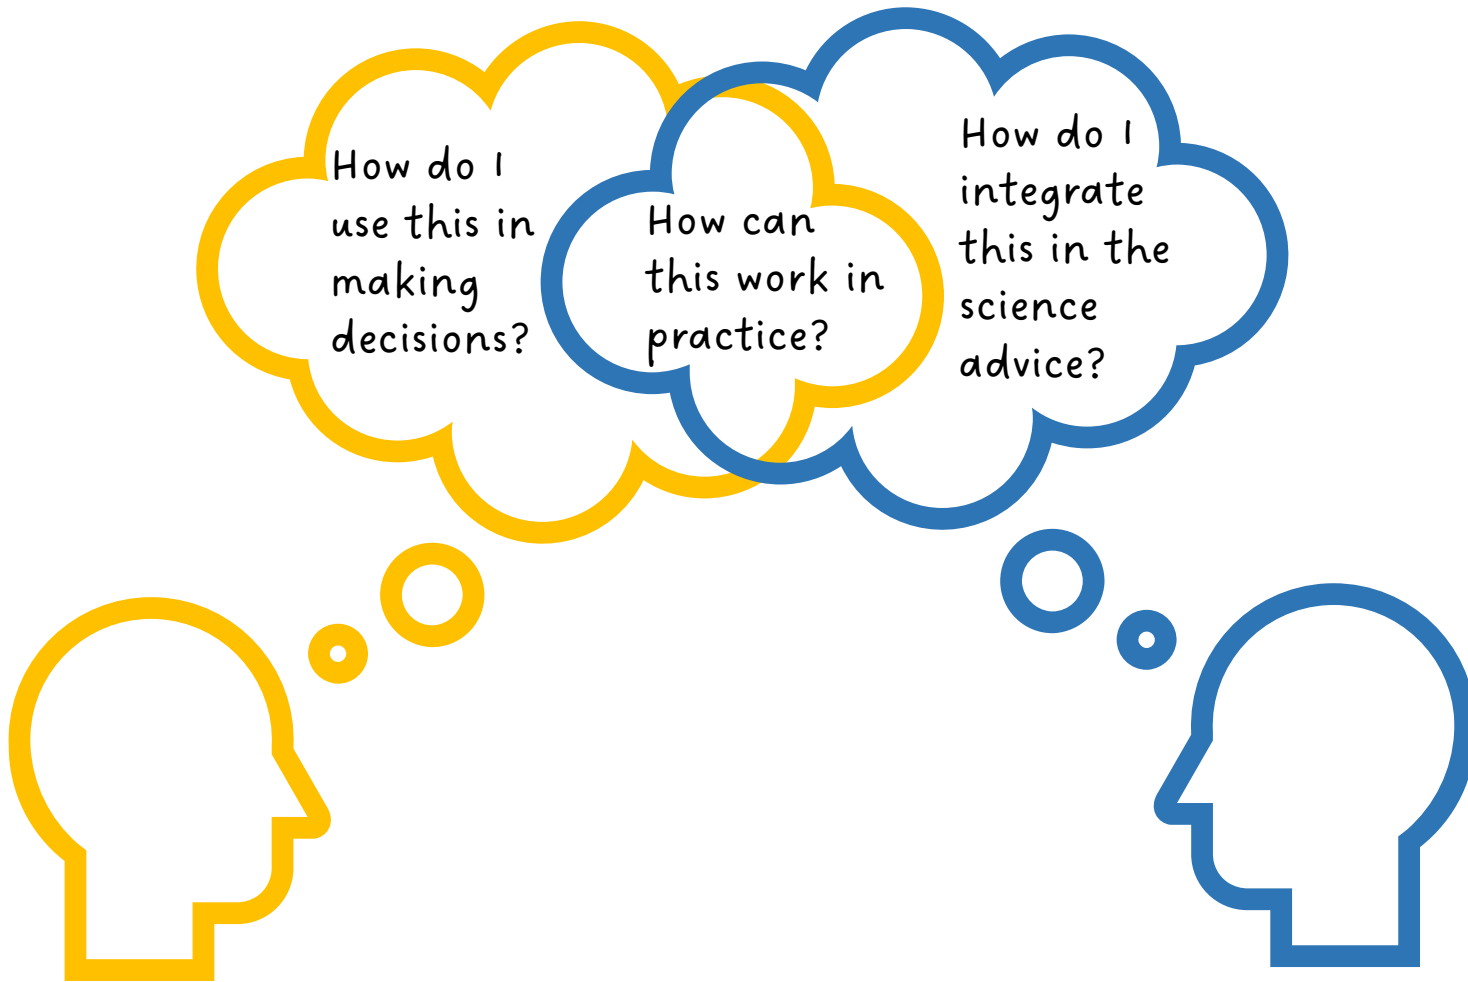 How do I
use this in
making
decisions?
How can
this work in
practice?
How do I
integrate
this in the
science
advice?